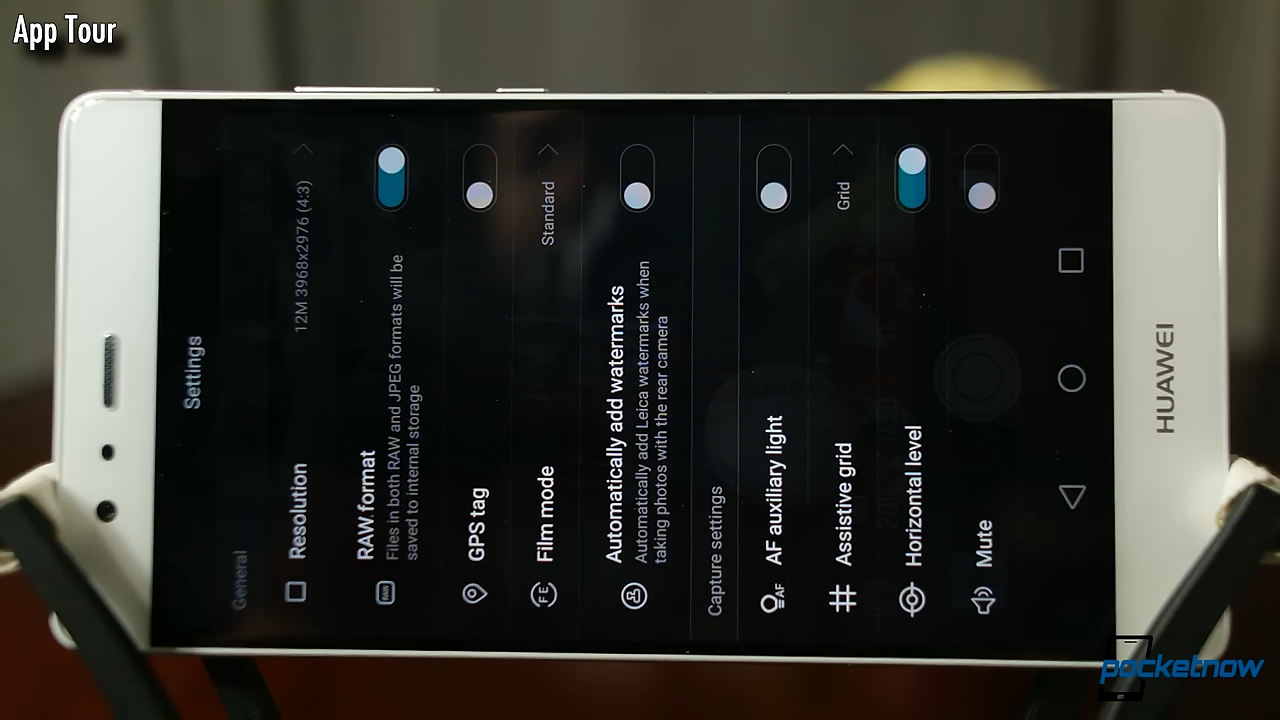 App Tour
Settings
General
Resolution
12M 3968x2976 (4:3)
RAW format
Files in both RAW and JPEG formats will be
saved to internal storage
RAW
GPS tag
Film mode
Standard
Automatically add watermarks
Automatically add Leica watermarks when
taking photos with the rear camera
Capture settings
AF auxiliary light
AF
Assistive grid
Grid
Horizontal level
Mute
HUAWEI
pocketnow